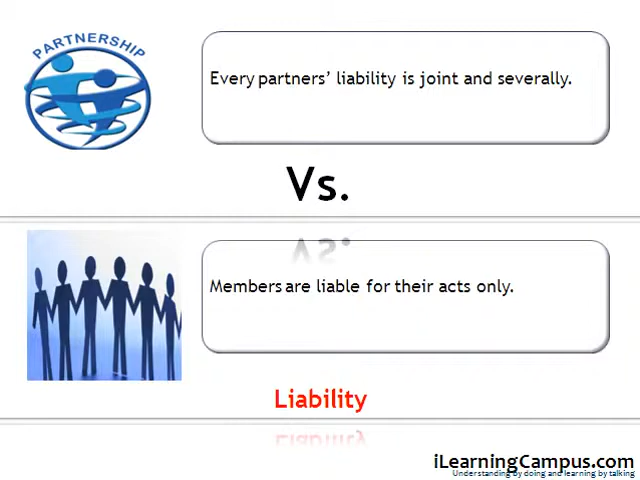 PARTNERSHIP
Every partners’ liability is joint and severally.
Vs.
Members are liable for their acts only.
Liability
iLearningCampus.com
Understanding by doing and learning by talking